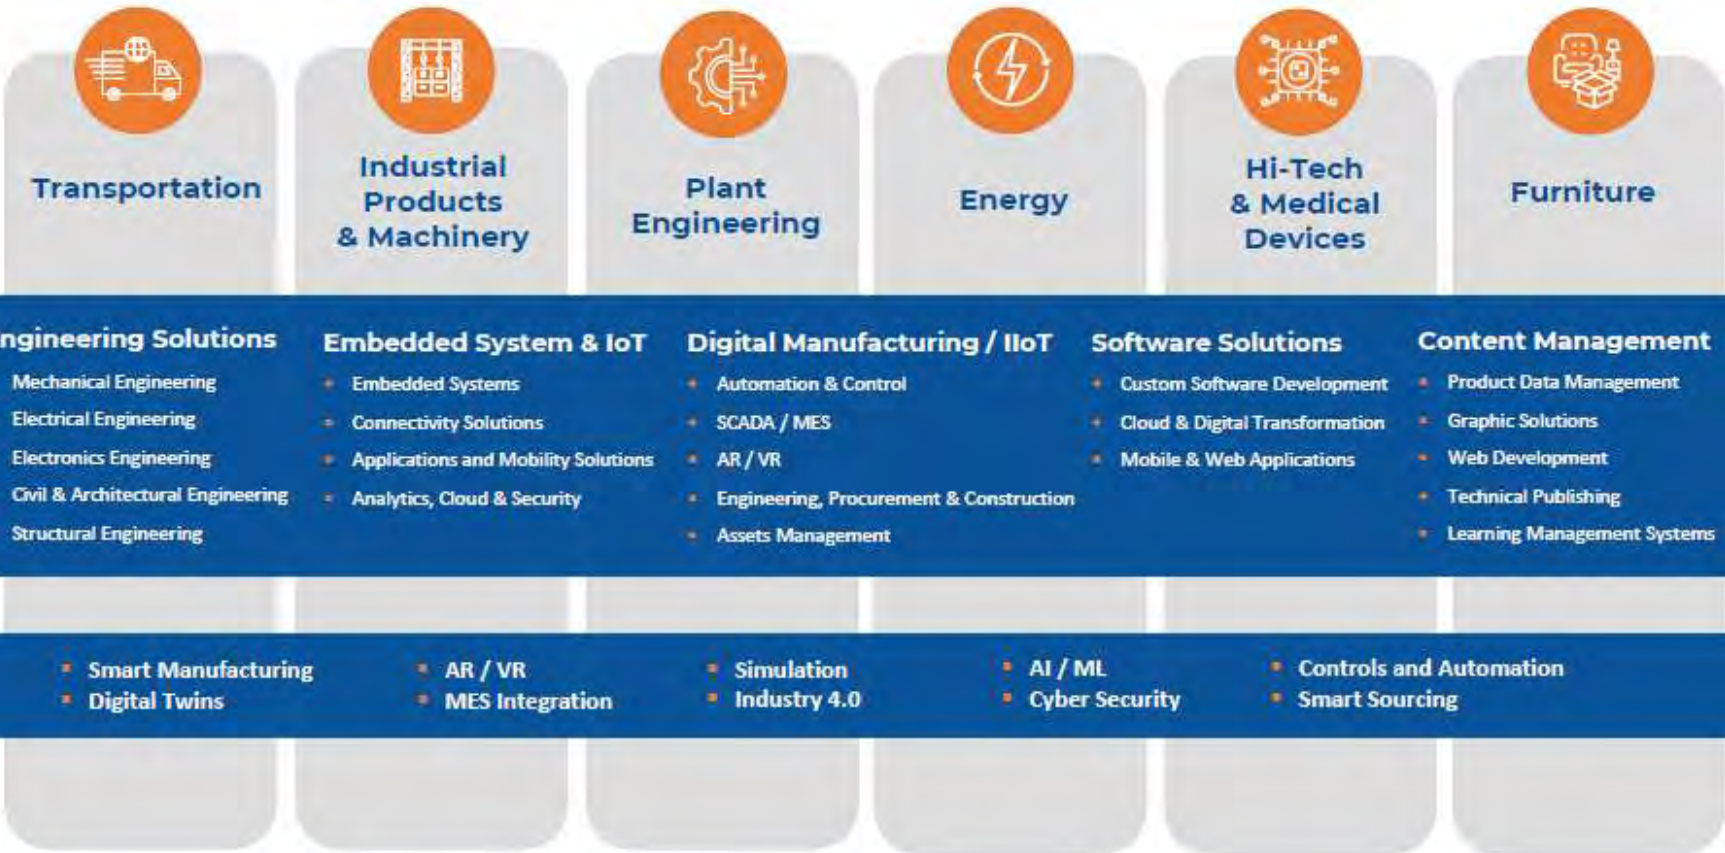 Transportation
Industrial
Products
& Machinery
Plant
Engineering
Energy
Hi-Tech
& Medical
Devices
Furniture
ngineering Solutions
Mechanical Engineering
Electrical Engineering
Electronics Engineering
Civil & Architectural Engineering
Structural Engineering
Embedded System & IoT
Embedded Systems
Connectivity Solutions
Applications and Mobility Solutions
Analytics, Cloud & Security
Digital Manufacturing / IIoT
Automation & Control
SCADA / MES
AR / VR
Engineering, Procurement & Construction
Assets Management
Software Solutions
Custom Software Development
Cloud & Digital Transformation
Mobile & Web Applications
Content Management
Product Data Management
Graphic Solutions
Web Development
Technical Publishing
Learning Management Systems
Smart Manufacturing
Digital Twins
AR / VR
MES Integration
Simulation
Industry 4.0
AI / ML
Cyber Security
Controls and Automation
Smart Sourcing